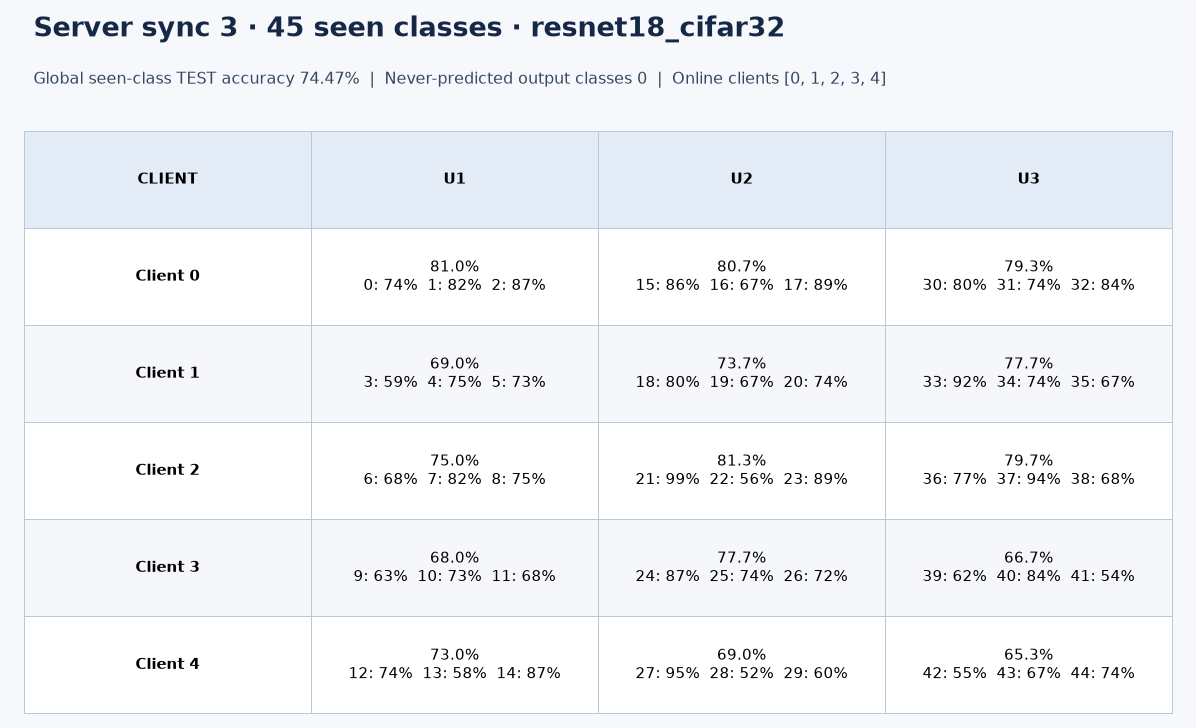 Server sync 3 · 45 seen classes · resnet18_cifar32
Global seen-class TEST accuracy 74.47%  |  Never-predicted output classes 0  |  Online clients [0, 1, 2, 3, 4]
CLIENT U1 U2 U3
Client 0
81.0%
0: 74%  1: 82%  2: 87%
80.7%
15: 86%  16: 67%  17: 89%
79.3%
30: 80%  31: 74%  32: 84%
Client 1
69.0%
3: 59%  4: 75%  5: 73%
73.7%
18: 80%  19: 67%  20: 74%
77.7%
33: 92%  34: 74%  35: 67%
Client 2
75.0%
6: 68%  7: 82%  8: 75%
81.3%
21: 99%  22: 56%  23: 89%
79.7%
36: 77%  37: 94%  38: 68%
Client 3
68.0%
9: 63%  10: 73%  11: 68%
77.7%
24: 87%  25: 74%  26: 72%
66.7%
39: 62%  40: 84%  41: 54%
Client 4
73.0%
12: 74%  13: 58%  14: 87%
69.0%
27: 95%  28: 52%  29: 60%
65.3%
42: 55%  43: 67%  44: 74%